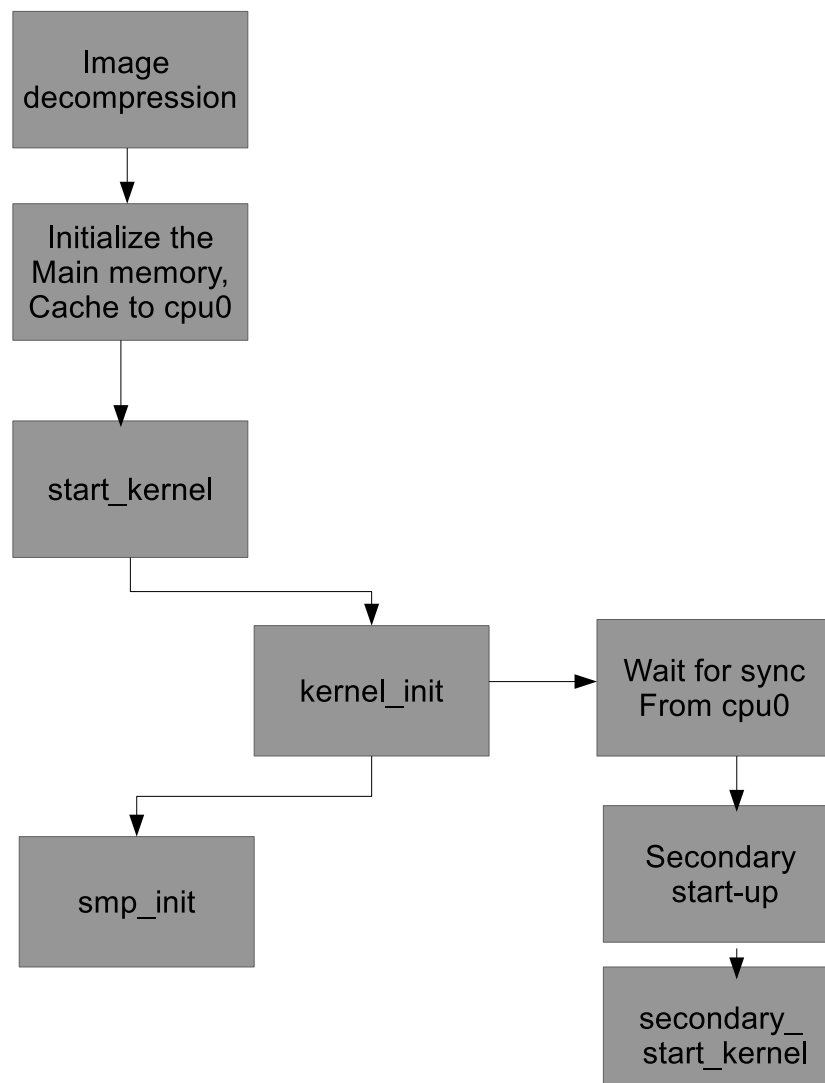 Image
decompression
Initialize the
Main memory,
Cache to cpu0
start_kernel
kernel_init
Wait for sync
From cpu0
smp_init
Secondary
start-up
secondary_
start_kernel